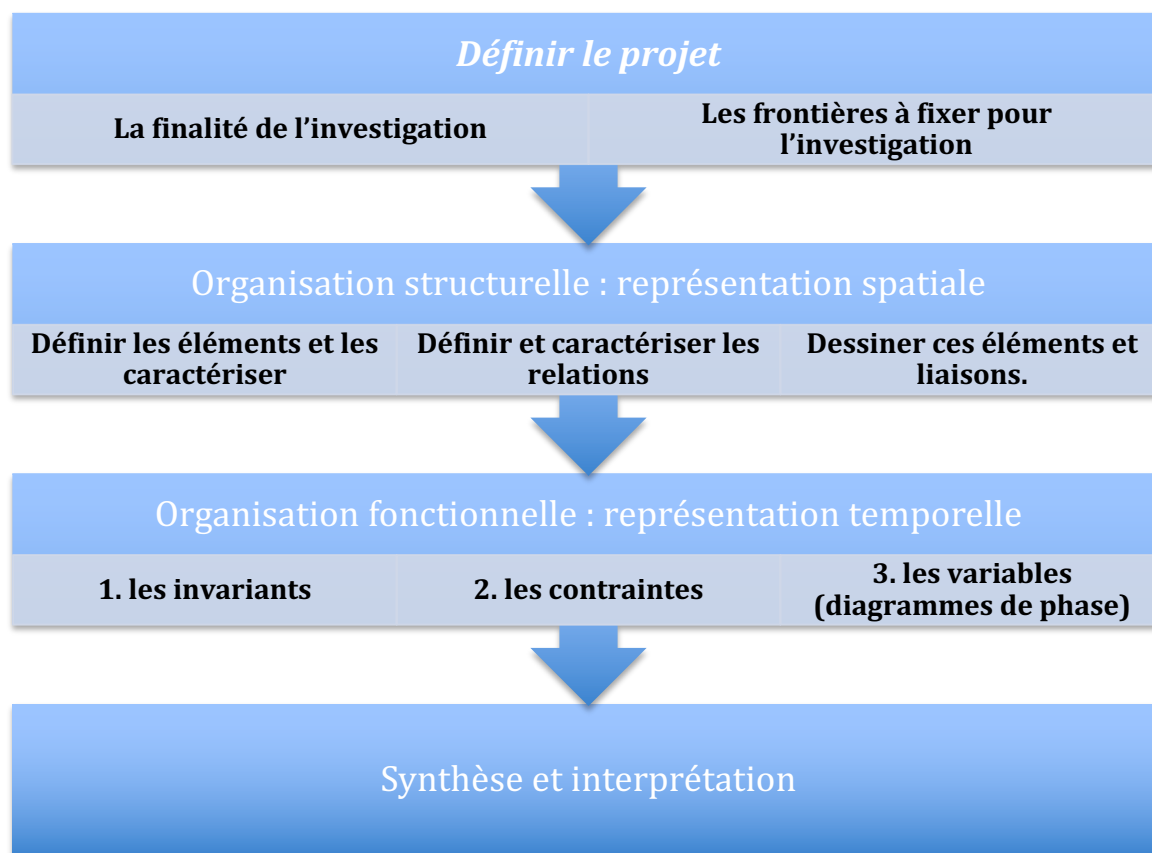 Définir le projet
La finalité de l’investigation
Les frontières à fixer pour
l’investigation
Organisation structurelle : représentation spatiale
Définir les éléments et les
caractériser
Définir et caractériser les
relations
Dessiner ces éléments et
liaisons.
Organisation fonctionnelle : représentation temporelle
1. les invariants
2. les contraintes
3. les variables
(diagrammes de phase)
Synthèse et interprétation